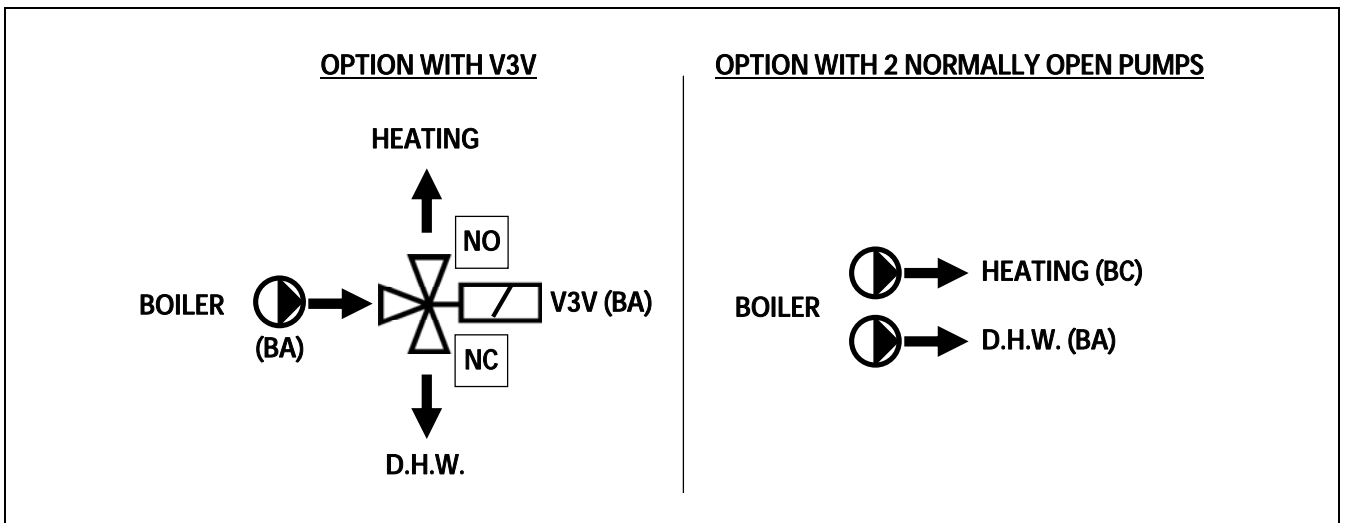 OPTION WITH V3V
HEATING
NO
BOILER
V3V (BA)
(BA)
NC
D.H.W.
OPTION WITH 2 NORMALLY OPEN PUMPS
HEATING (BC)
BOILER
D.H.W. (BA)